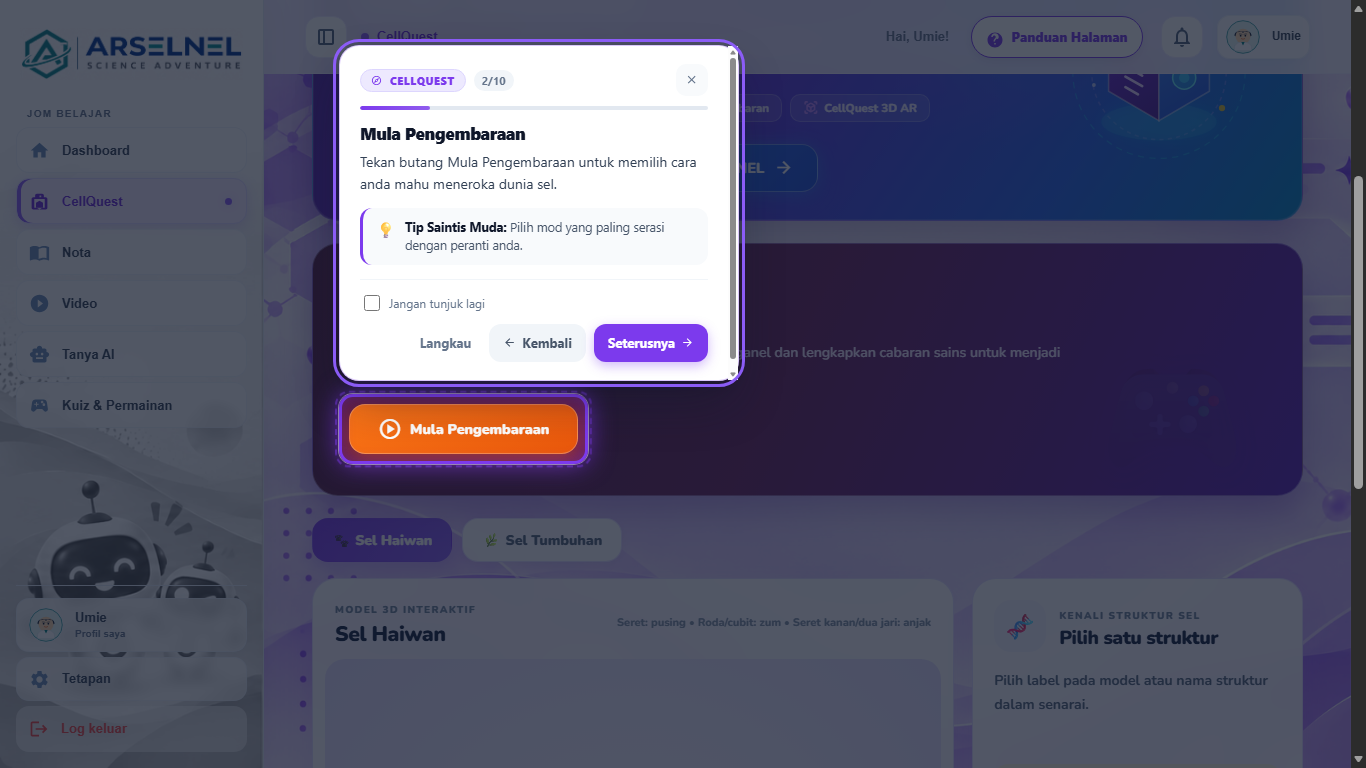 ARSELNEL
SCIENCE ADVENTURE
JOM BELAJAR
Dashboard
CellQuest
Nota
Video
Tanya AI
Kuiz & Permainan
Umie
Profil saya
Tetapan
Log keluar
CellQuest
Hai, Umie!
Panduan Halaman
Umie
CellQuest 3D AR
CELLQUEST
2/10
Mula Pengembaraan
Tekan butang Mula Pengembaraan untuk memilih cara
anda mahu meneroka dunia sel.
Tip Saintis Muda: Pilih mod yang paling serasi
dengan peranti anda.
Jangan tunjuk lagi
Langkau
← Kembali
Seterusnya →
dan lengkapkan cabaran sains untuk menjadi
Mula Pengembaraan
Sel Haiwan
Sel Tumbuhan
MODEL 3D INTERAKTIF
Sel Haiwan
Seret: pusing • Roda/cubit: zum • Seret kanan/dua jari: anjak
KENALI STRUKTUR SEL
Pilih satu struktur
Pilih label pada model atau nama struktur
dalam senarai.